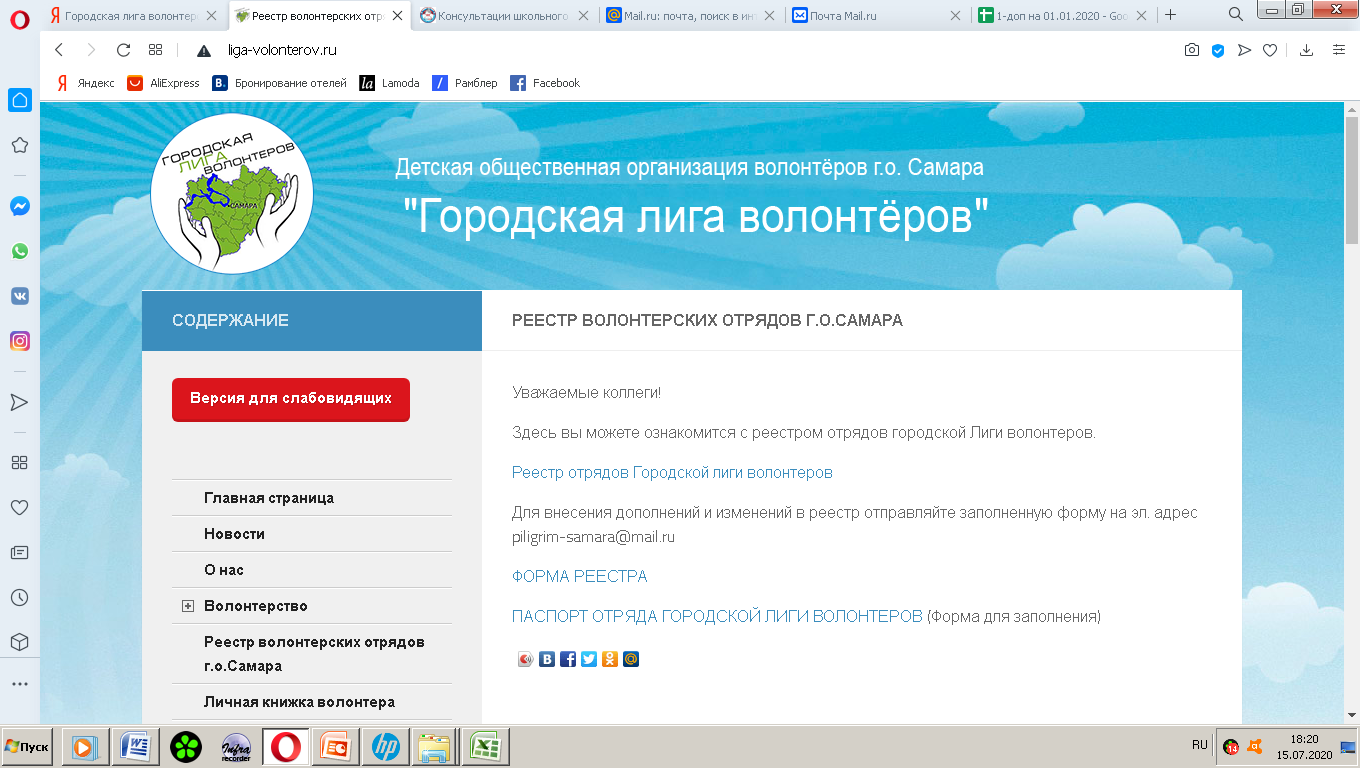 Городская лига волонтер
Реестр волонтерских отря
Консультации школьного
Mail.ru: почта, поиск в инт
Почта Mail.ru
1-доп на 01.01.2020 - Goo
liga-volonterov.ru
Яндекс
AliExpress
Бронирование отелей
Lamoda
Рамблер
Facebook
ГОРОДСКАЯ
ЛИГА
ВОЛОНТЕРОВ
САМАРА
Детская общественная организация волонтёров г.о. Самара
"Городская лига волонтёров"
СОДЕРЖАНИЕ
Версия для слабовидящих
Главная страница
Новости
О нас
Волонтерство
Реестр волонтерских отрядов
г.о.Самара
Личная книжка волонтера
РЕЕСТР ВОЛОНТЕРСКИХ ОТРЯДОВ Г.О.САМАРА
Уважаемые коллеги!
Здесь вы можете ознакомится с реестром отрядов городской Лиги волонтеров.
Реестр отрядов Городской лиги волонтеров
Для внесения дополнений и изменений в реестр отправляйте заполненную форму на эл. адрес
piligrim-samara@mail.ru
ФОРМА РЕЕСТРА
ПАСПОРТ ОТРЯДА ГОРОДСКОЙ ЛИГИ ВОЛОНТЕРОВ (Форма для заполнения)
Пуск
Infra
recorder
RU
14
18:20
15.07.2020